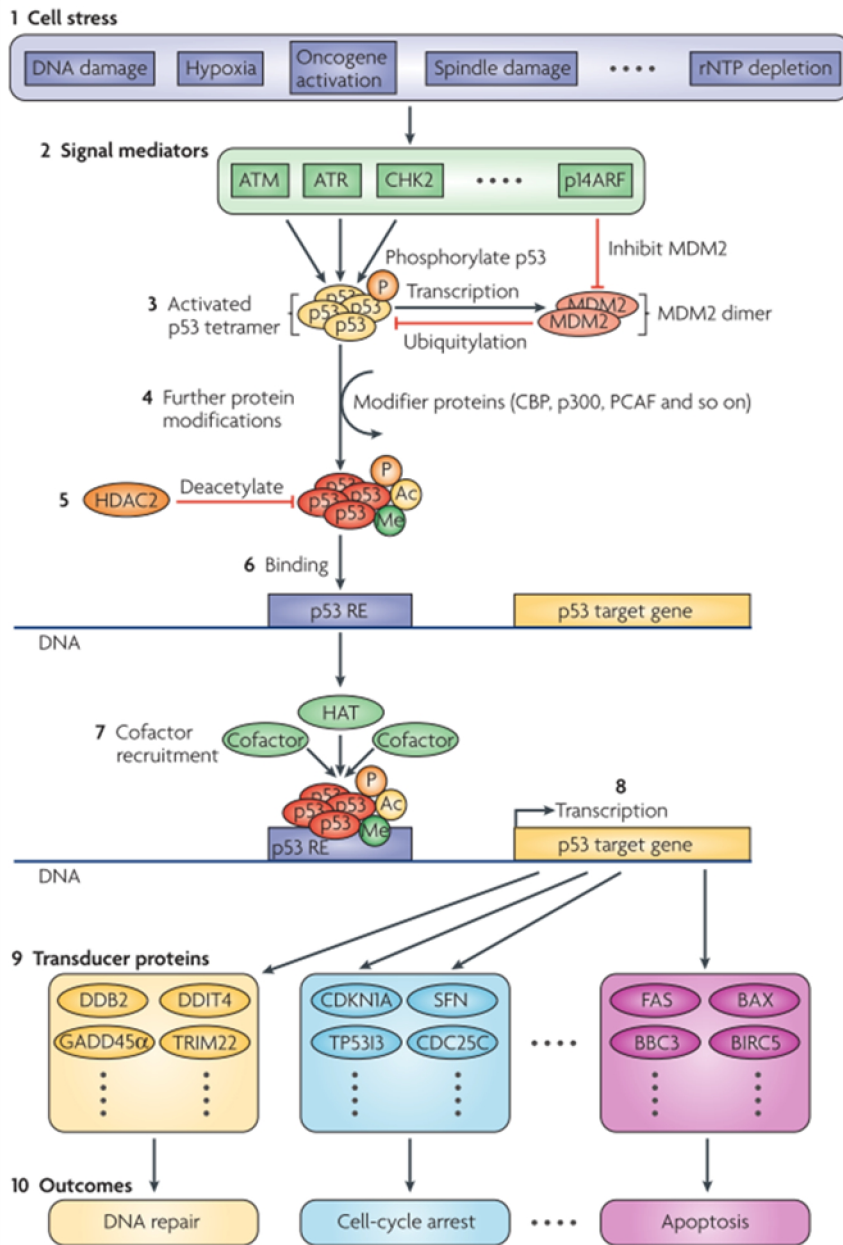 1 Cell stress
DNA damage
Hypoxia
Oncogene
activation
Spindle damage
rNTP depletion
2 Signal mediators
ATM
ATR
CHK2
p14ARF
Phosphorylate p53
Inhibit MDM2
3 Activated
p53 tetramer
p53
p53
p53
p53
P
Transcription
Ubiquitylation
MDM2
MDM2
MDM2 dimer
4 Further protein
modifications
Modifier proteins (CBP, p300, PCAF and so on)
5
HDAC2
Deacetylate
p53
p53
p53
p53
P
Ac
Me
6 Binding
p53 RE
p53 target gene
DNA
7 Cofactor
recruitment
HAT
Cofactor
Cofactor
p53
p53
p53
p53
P
Ac
Me
p53 RE
8
Transcription
p53 target gene
DNA
9 Transducer proteins
DDB2
DDIT4
GADD45α
TRIM22
CDKN1A
SFN
TP53I3
CDC25C
FAS
BAX
BBC3
BIRC5
10 Outcomes
DNA repair
Cell-cycle arrest
Apoptosis